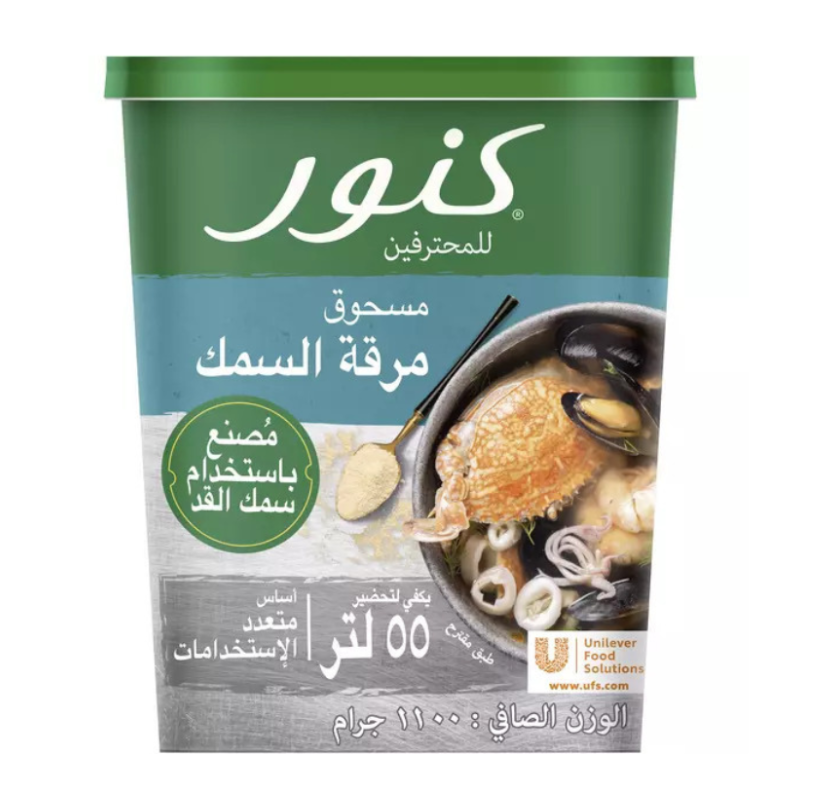 كنور
®
للمحترفين
مسحوق
مرقة السمك
مُصنع
باستخدام
سمك القد
يكفي لتحضير
٥٥ لتر
أساس
متعدد
الإستخدامات
طبق مقترح
Unilever
Food
Solutions
www.ufs.com
الوزن الصافي : ١١٠٠ جرام